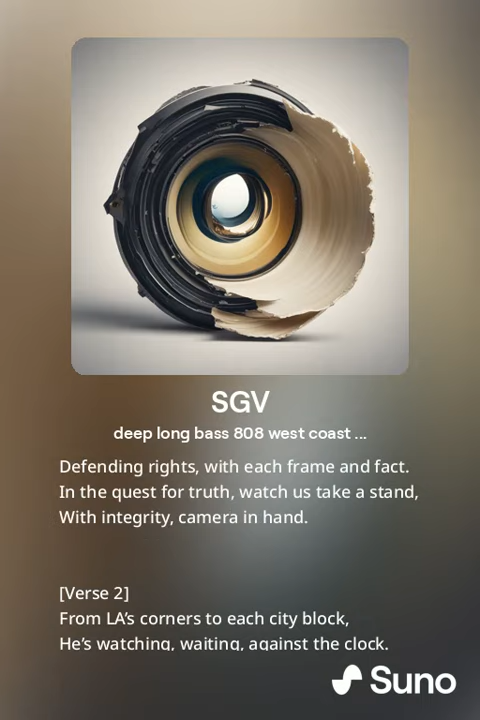 SGV
deep long bass 808 west coast ...
Defending rights, with each frame and fact.
In the quest for truth, watch us take a stand,
With integrity, camera in hand.
[Verse 2]
From LA’s corners to each city block,
He’s watching, waiting, against the clock.
Suno